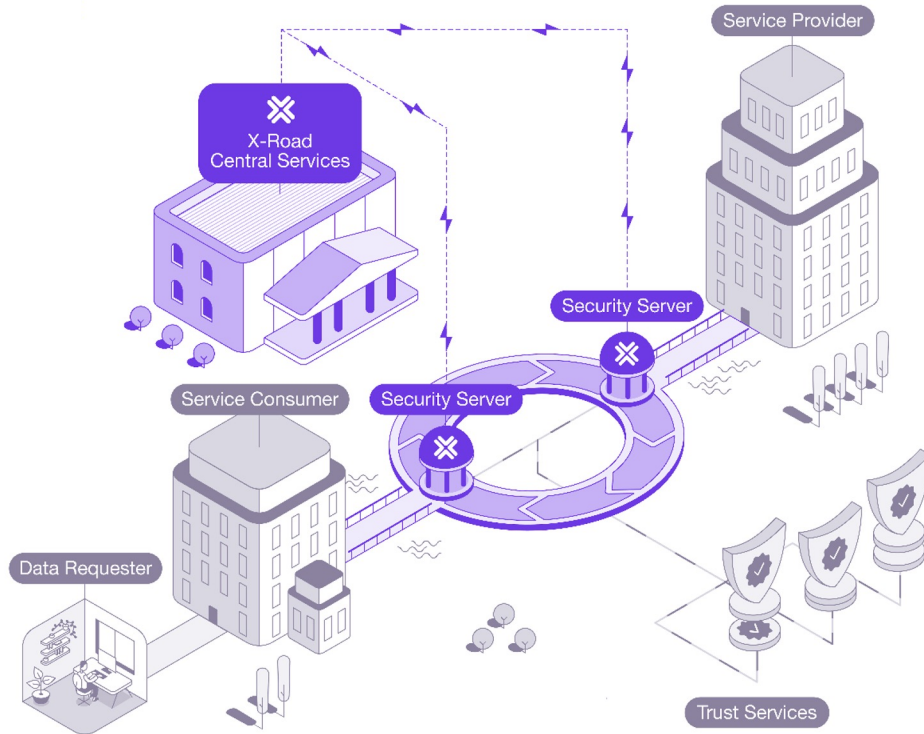 Service Provider
X-Road
Central Services
Security Server
Service Consumer
Security Server
Data Requester
Trust Services